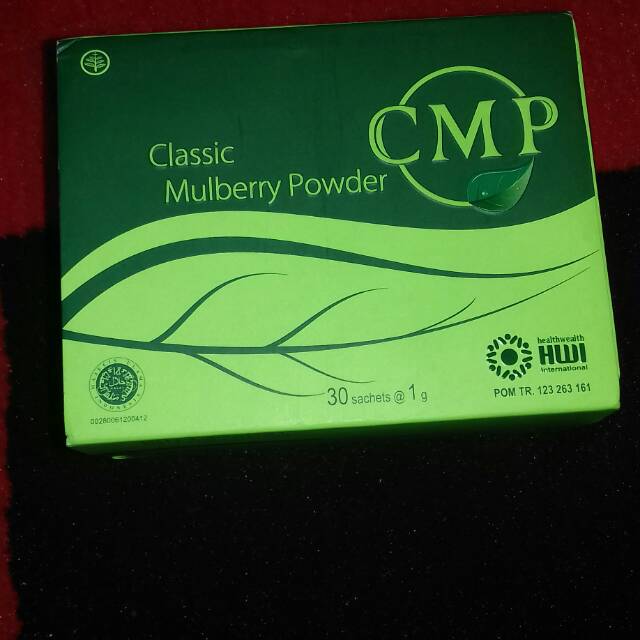 CMP
Classic
Mulberry Powder
healthwealth
HWI
International
30 sachets @ 1 g
POM TR. 123 263 161
00280061200412